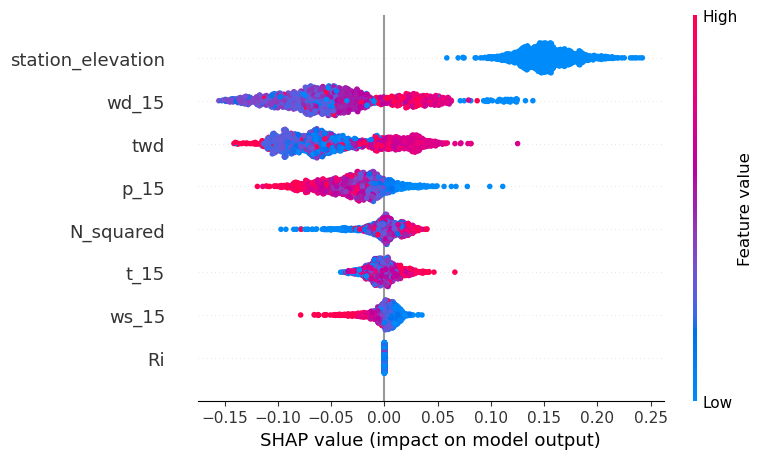 High
station_elevation
wd_15
twd
p_15
N_squared
t_15
ws_15
Ri
Feature value
Low
−0.15 −0.10 −0.05 0.00 0.05 0.10 0.15 0.20 0.25
SHAP value (impact on model output)